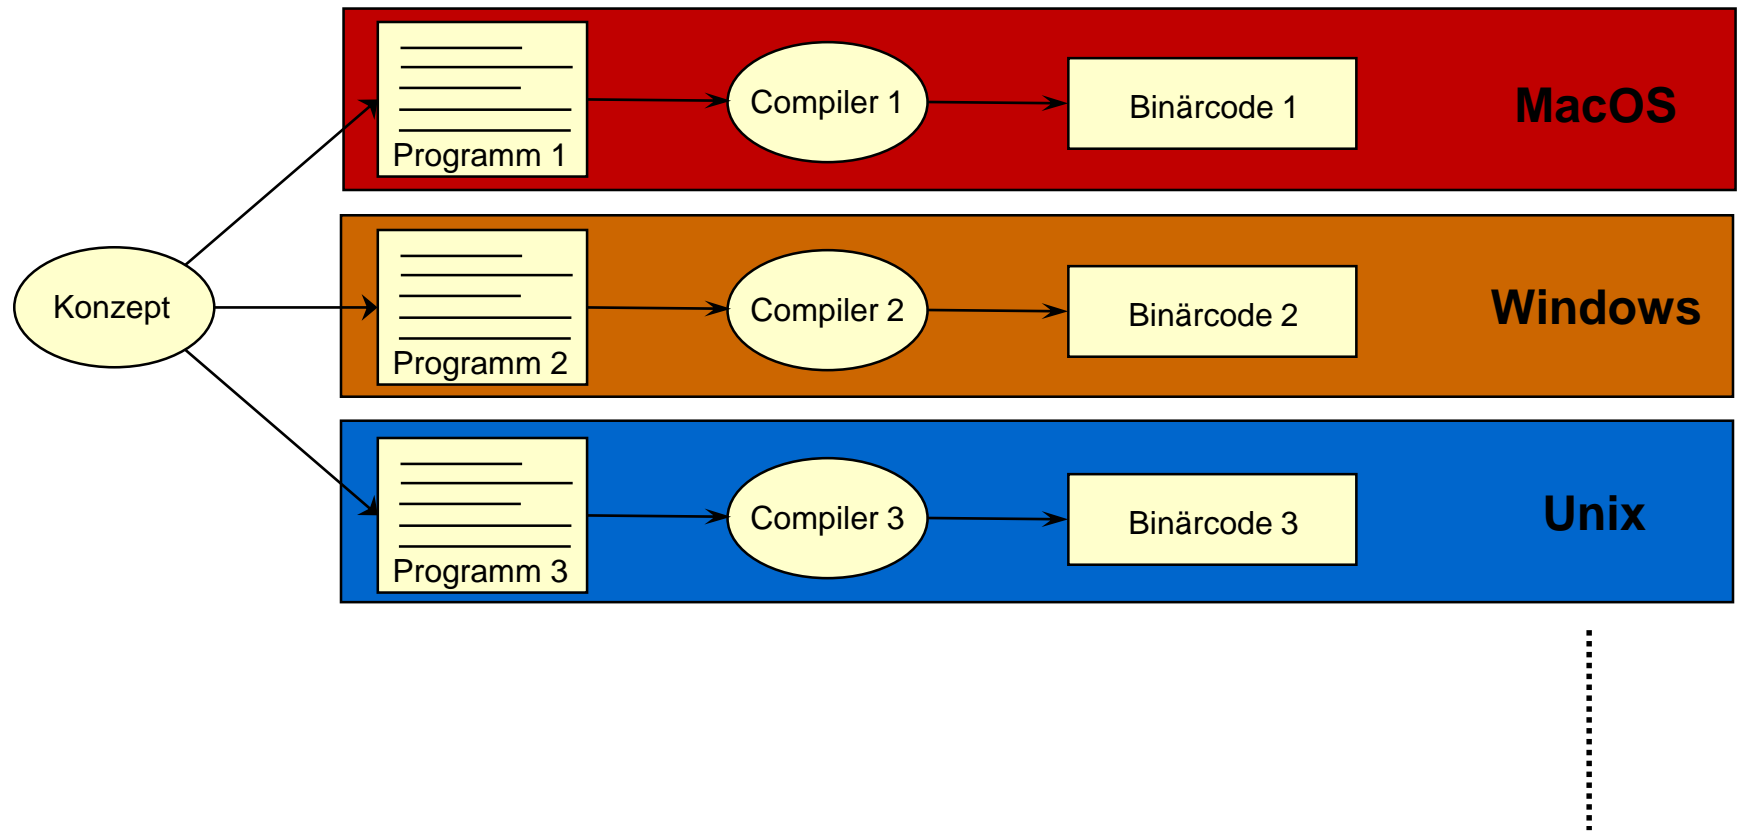 Programm 1
Compiler 1
Binärcode 1
MacOS
Konzept
Programm 2
Compiler 2
Binärcode 2
Windows
Programm 3
Compiler 3
Binärcode 3
Unix